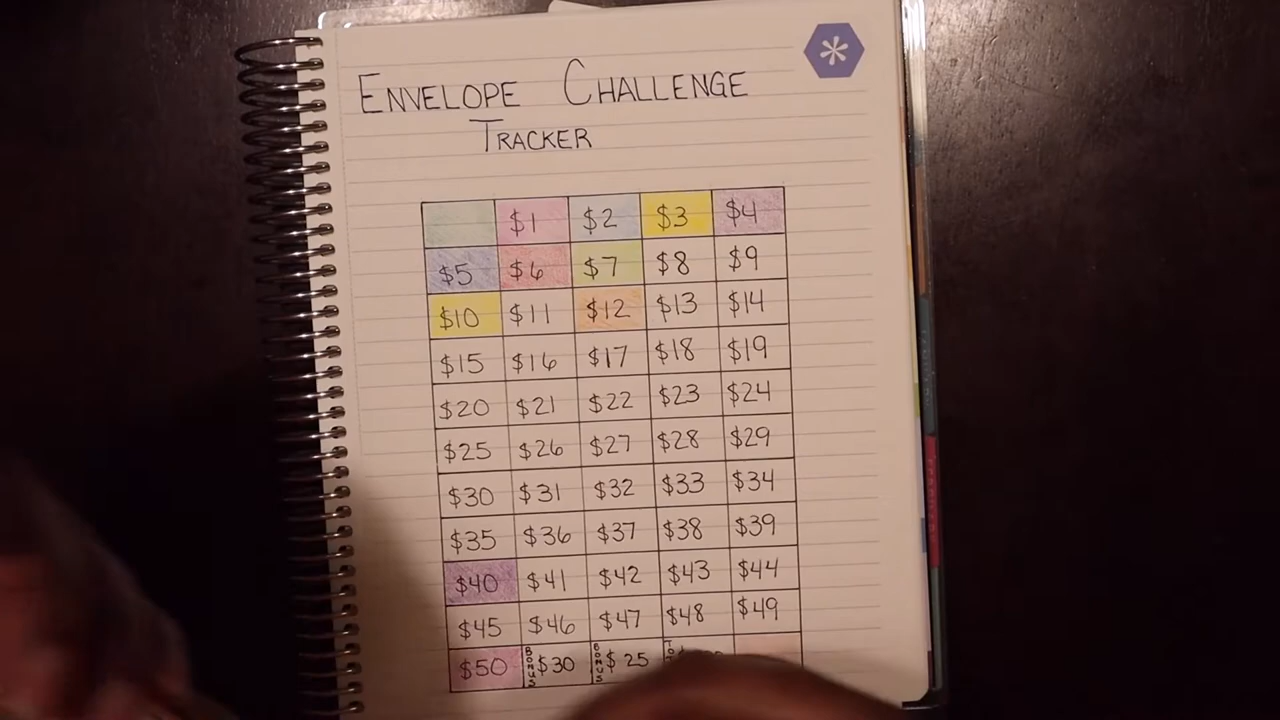 ENVELOPE CHALLENGE
TRACKER
$1 $2 $3 $4
$5 $6 $7 $8 $9
$10 $11 $12 $13 $14
$15 $16 $17 $18 $19
$20 $21 $22 $23 $24
$25 $26 $27 $28 $29
$30 $31 $32 $33 $34
$35 $36 $37 $38 $39
$40 $41 $42 $43 $44
$45 $46 $47 $48 $49
$50 BONUS $30 BONUS $25